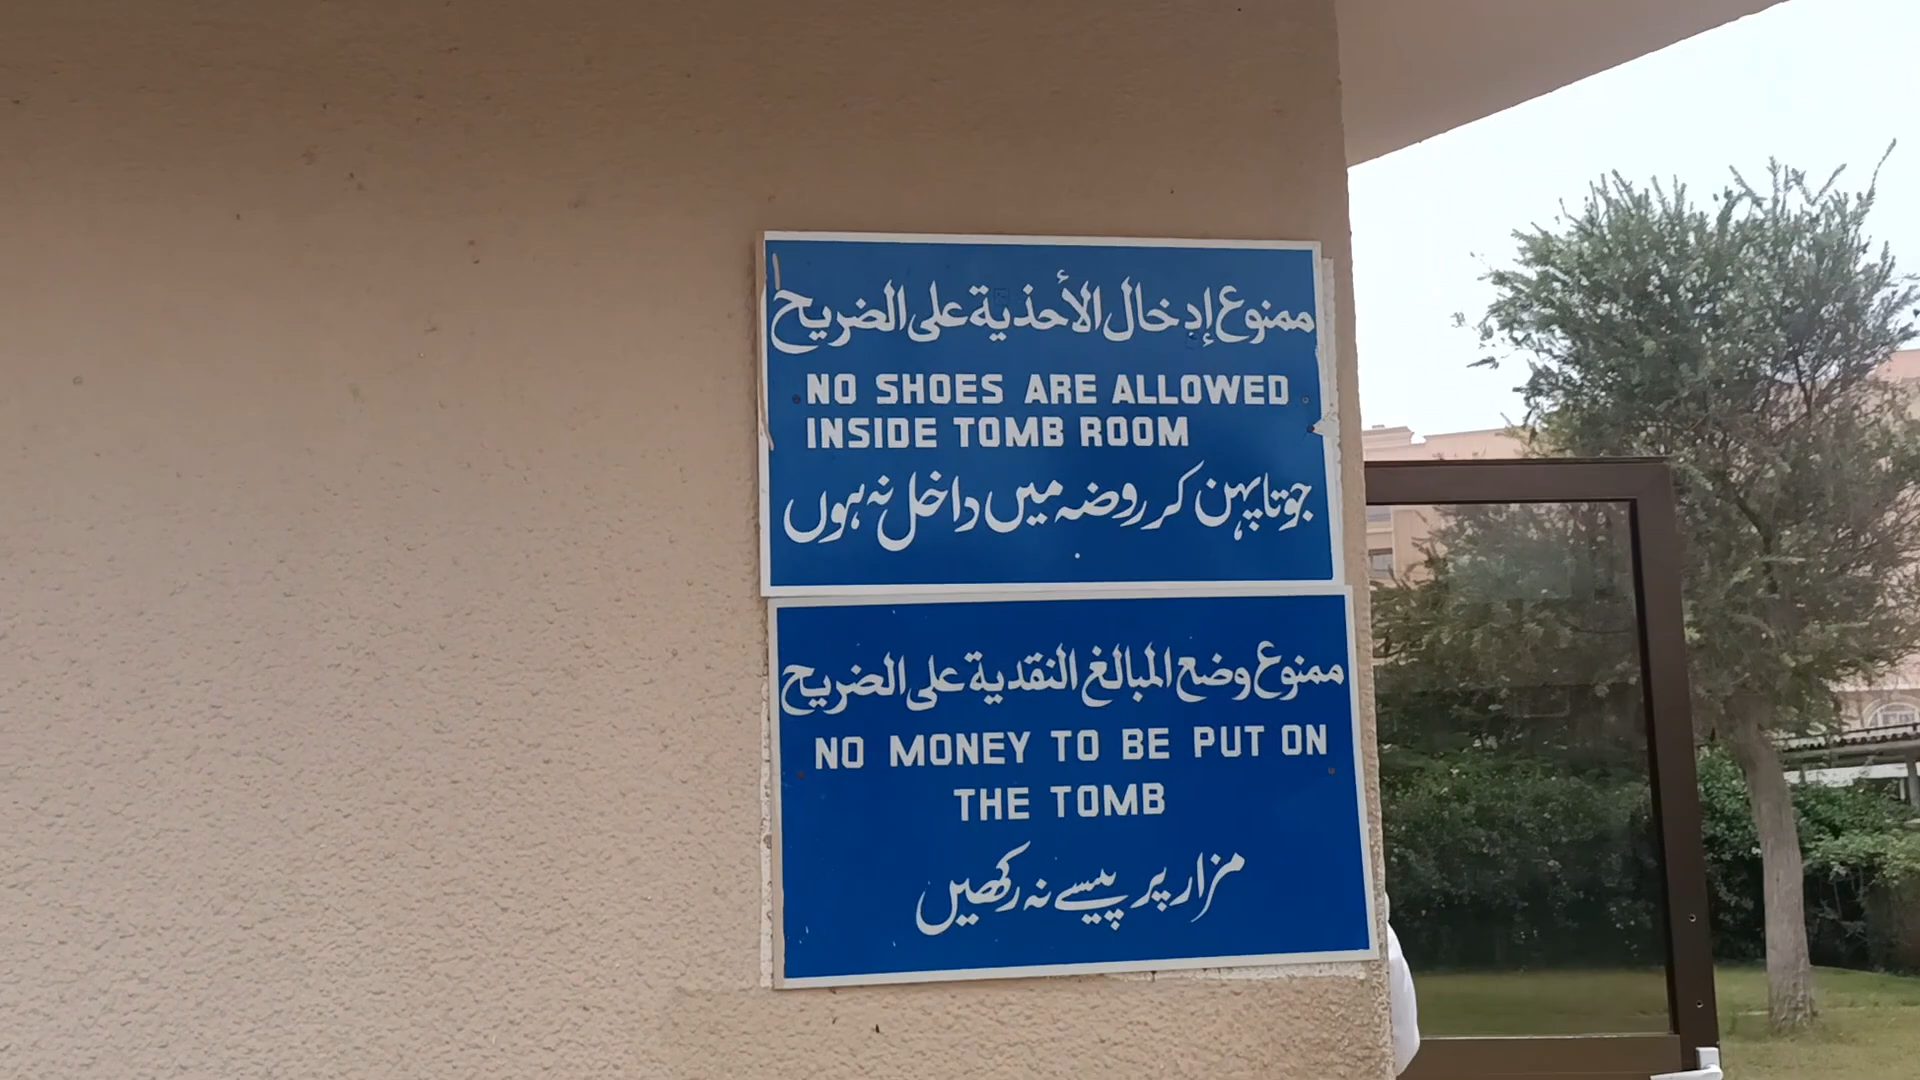 ممنوع إدخال الأحذية على الضريح
NO SHOES ARE ALLOWED
INSIDE TOMB ROOM
جوتا پہن کر روضہ میں داخل نہ ہوں
ممنوع وضع المبالغ النقدية على الضريح
NO MONEY TO BE PUT ON
THE TOMB
مزار پر پیسے نہ رکھیں